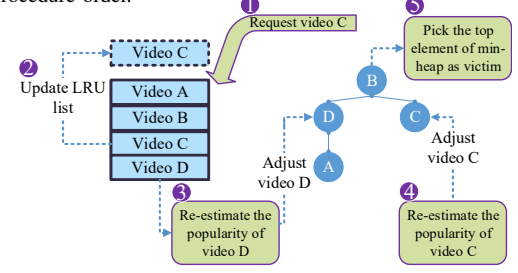 rocedure order.
1
Request video C
5
Pick the top
element of min-
heap as victim
Video C
2
Update LRU
list
Video A
Video B
Video C
Video D
B
D
C
A
Adjust
video D
Adjust
video C
3
Re-estimate the
popularity of
video D
4
Re-estimate the
popularity of
video C